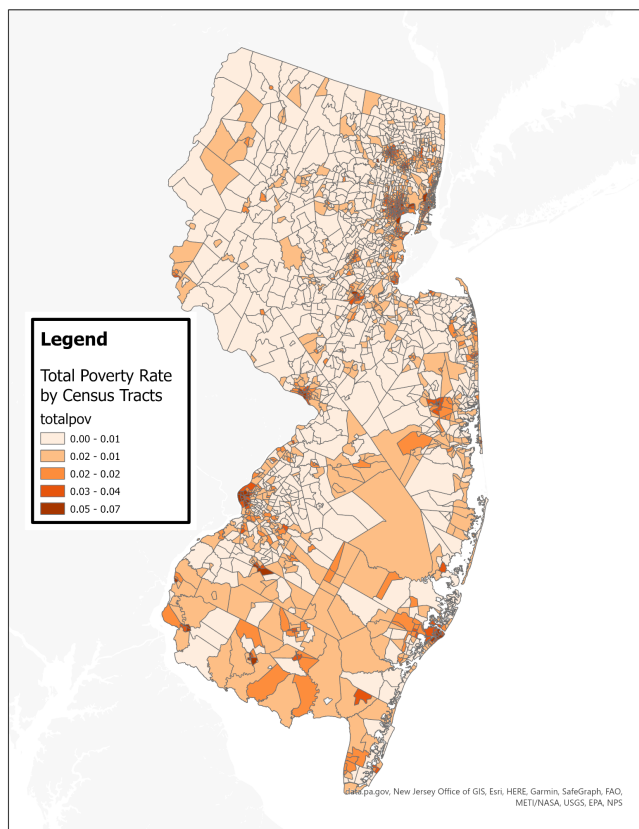 Legend
Total Poverty Rate
by Census Tracts
totalpov
0.00 - 0.01
0.02 - 0.01
0.02 - 0.02
0.03 - 0.04
0.05 - 0.07
data.pa.gov, New Jersey Office of GIS, Esri, HERE, Garmin, SafeGraph, FAO,
METI/NASA, USGS, EPA, NPS